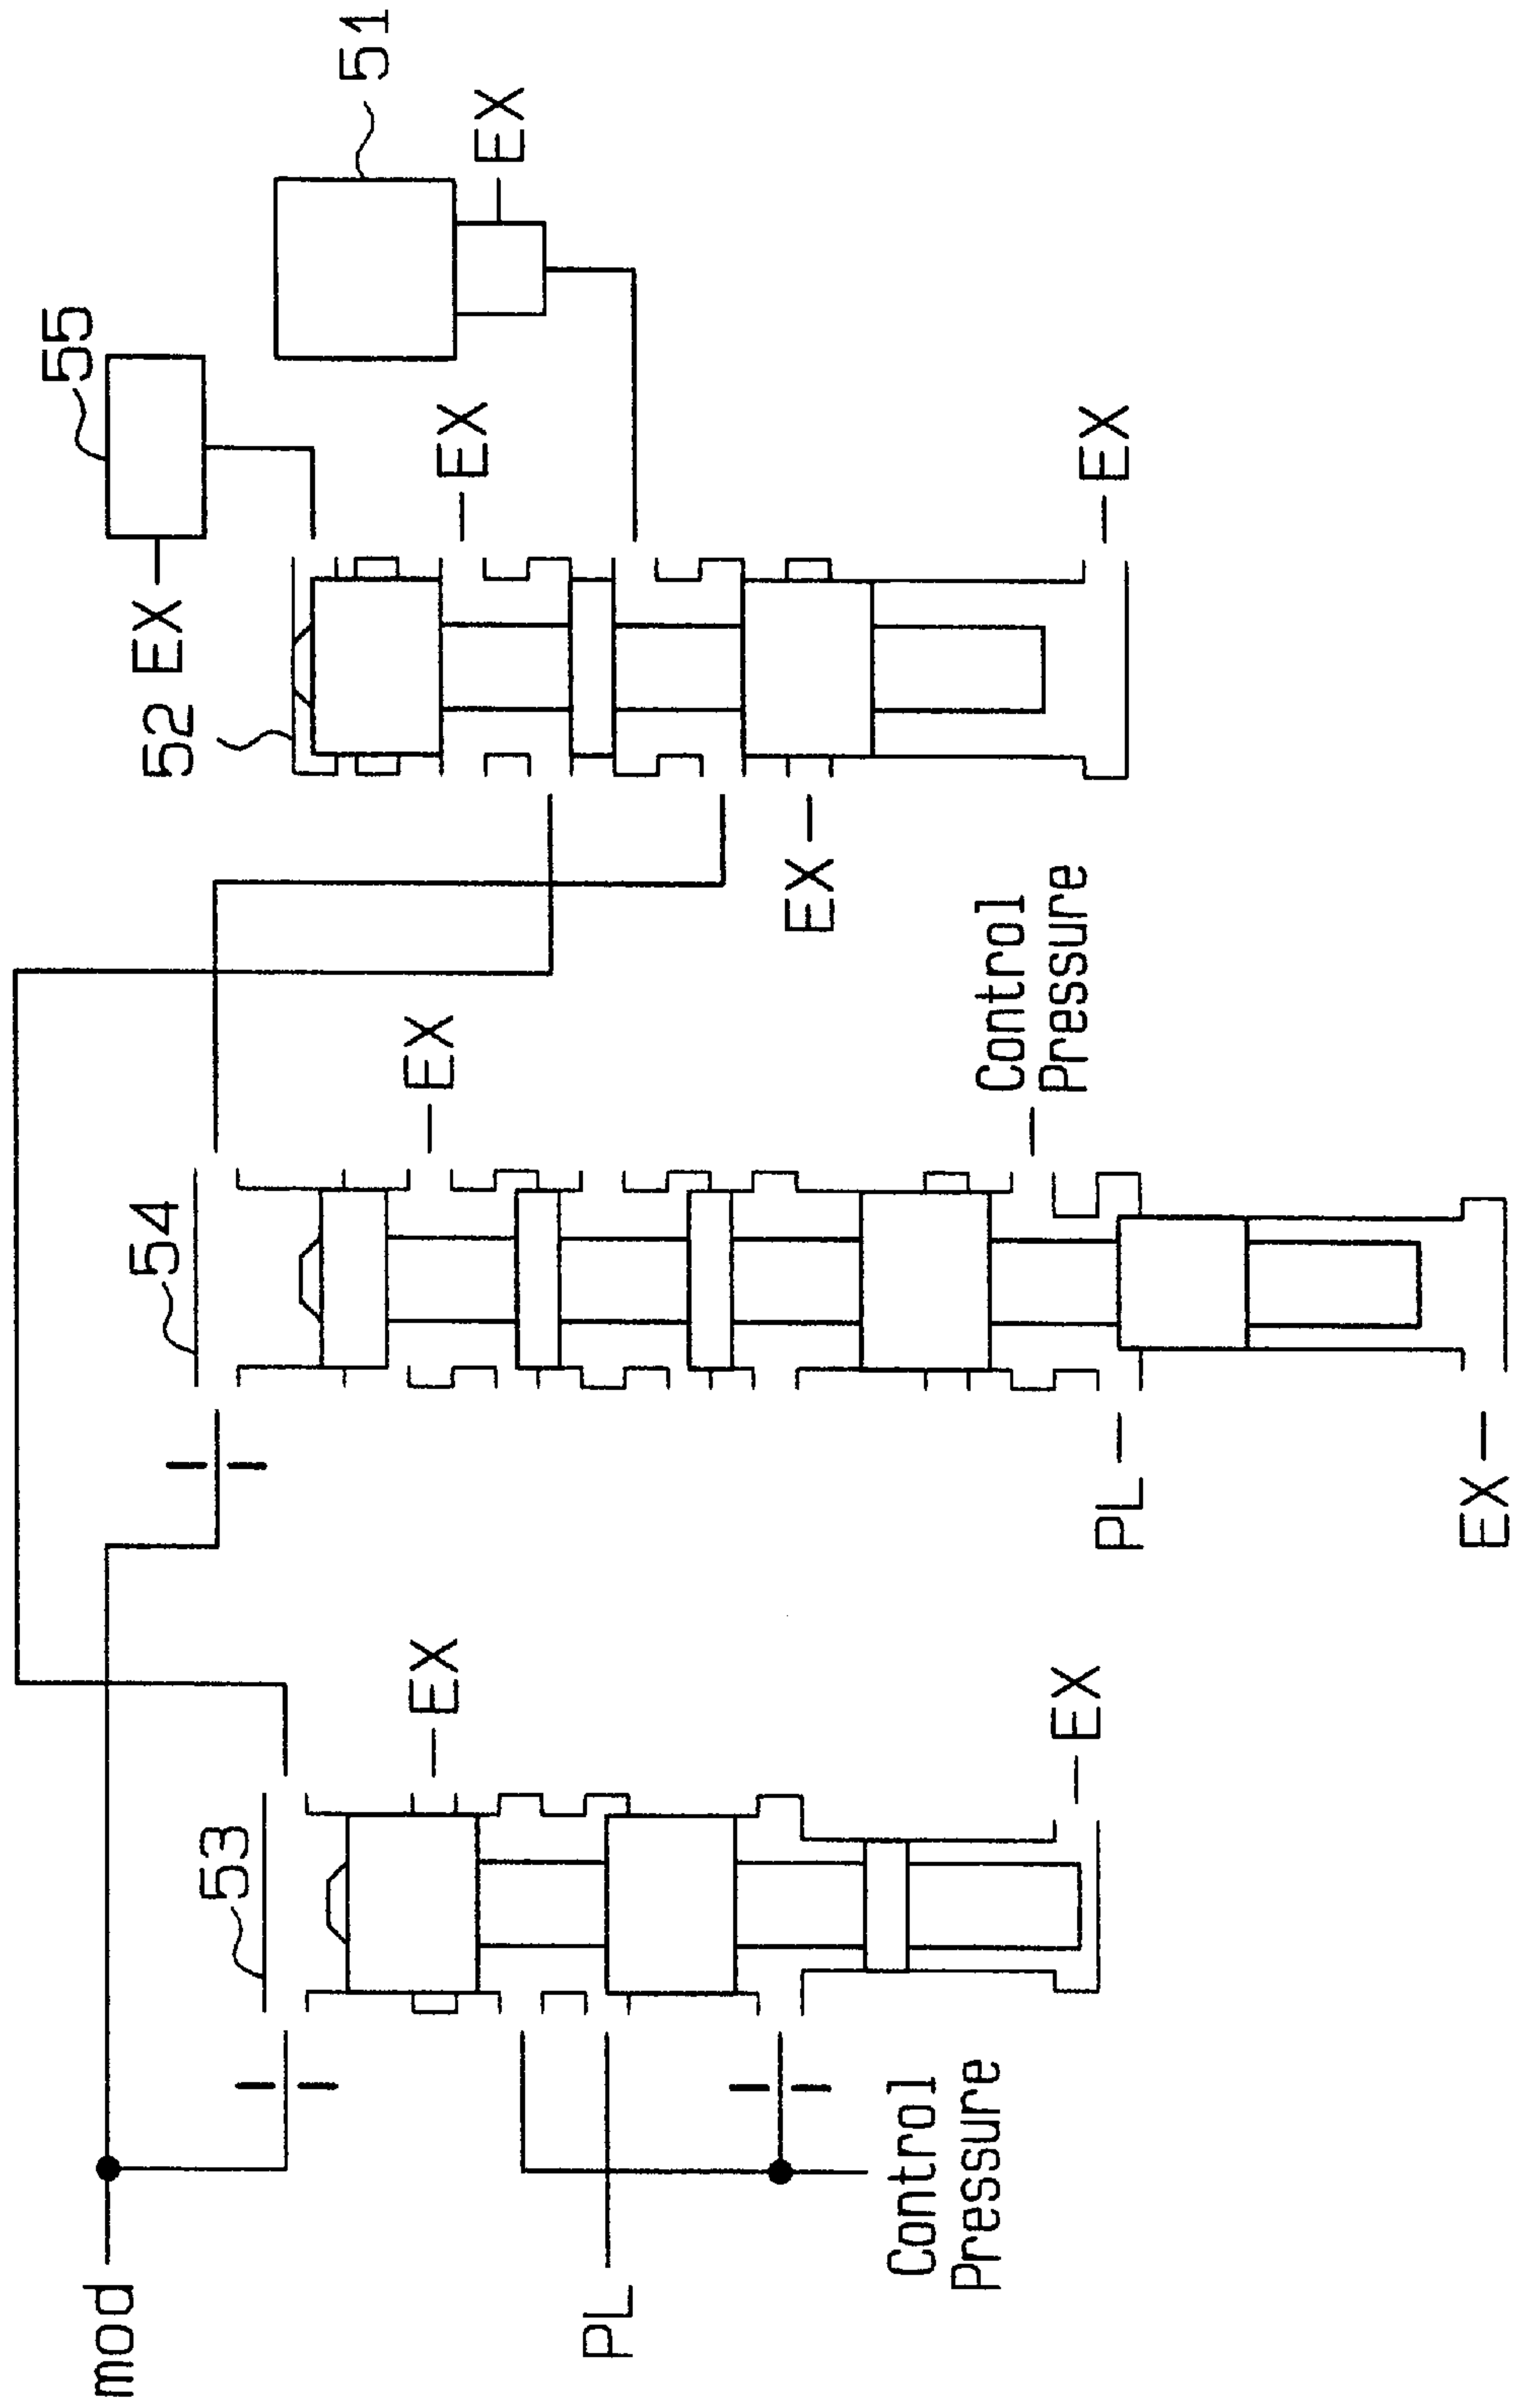 55
mod
54
52
EX
53
51
EX
EX
EX
EX
PL
EX
Control
Pressure
Control
Pressure
EX
EX
PL
EX